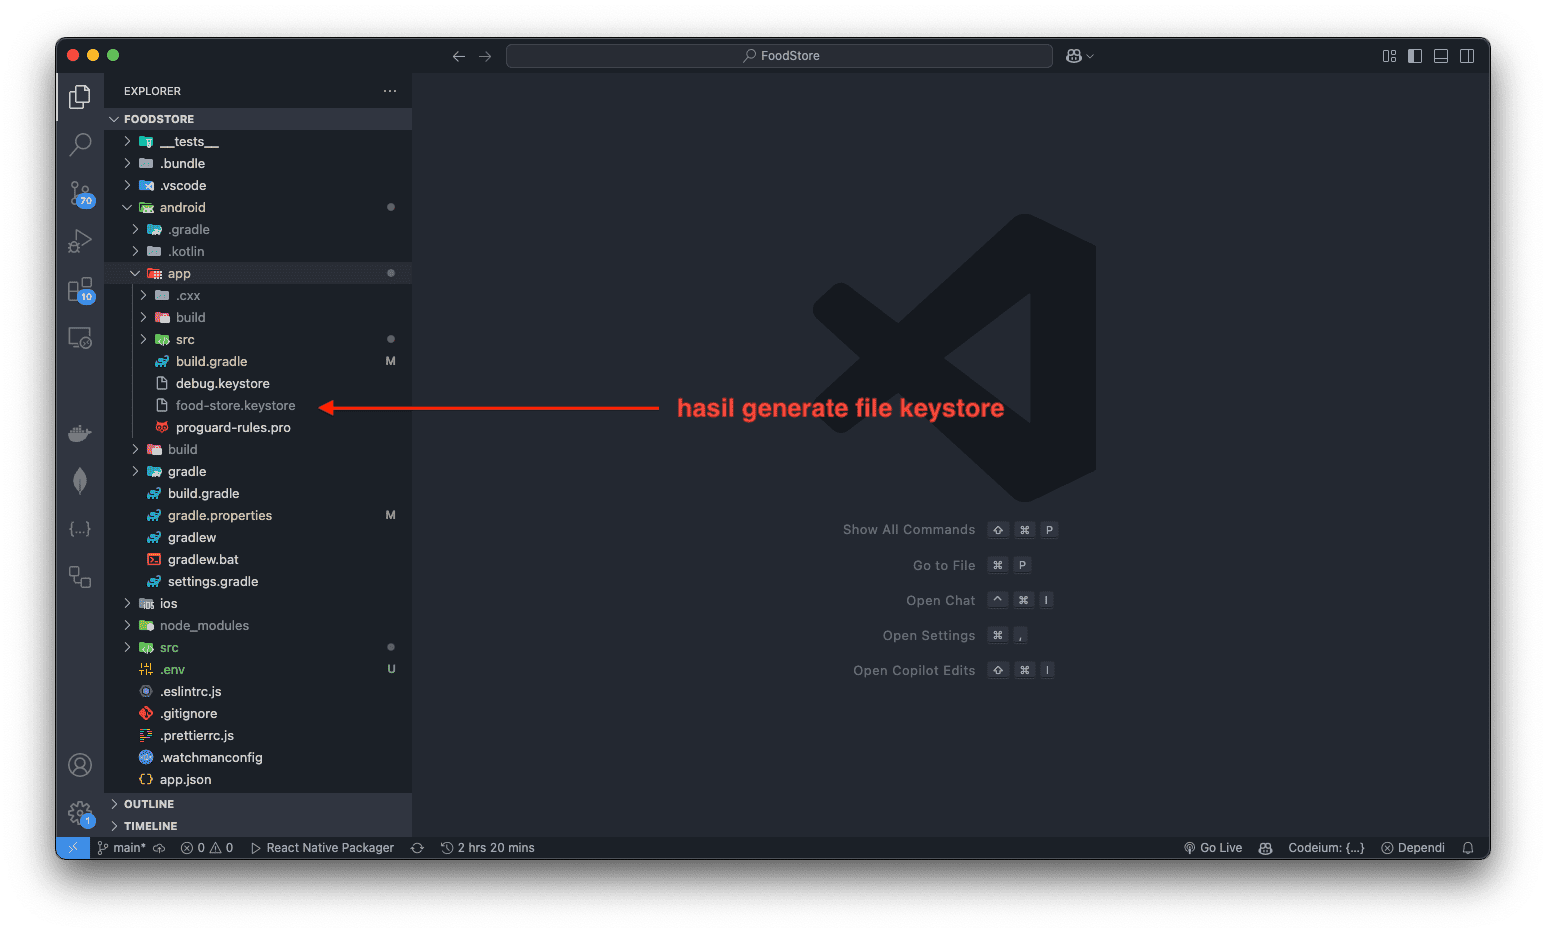 FoodStore
EXPLORER
FOODSTORE
__tests__
.bundle
.vscode
70
android
.gradle
.kotlin
app
.cxx
10
build
src
build.gradle M
debug.keystore
food-store.keystore
hasil generate file keystore
proguard-rules.pro
build
gradle
build.gradle
gradle.properties M
gradlew
gradlew.bat
settings.gradle
ios
node_modules
src
.env U
.eslintrc.js
.gitignore
.prettierrc.js
.watchmanconfig
app.json
Show All Commands ⇧ ⌘ P
Go to File ⌘ P
Open Chat ^ ⌘ I
Open Settings ⌘ ,
Open Copilot Edits ⇧ ⌘ I
OUTLINE
1
TIMELINE
main* 0 0 React Native Packager 2 hrs 20 mins Go Live Codeium: {...} Dependi